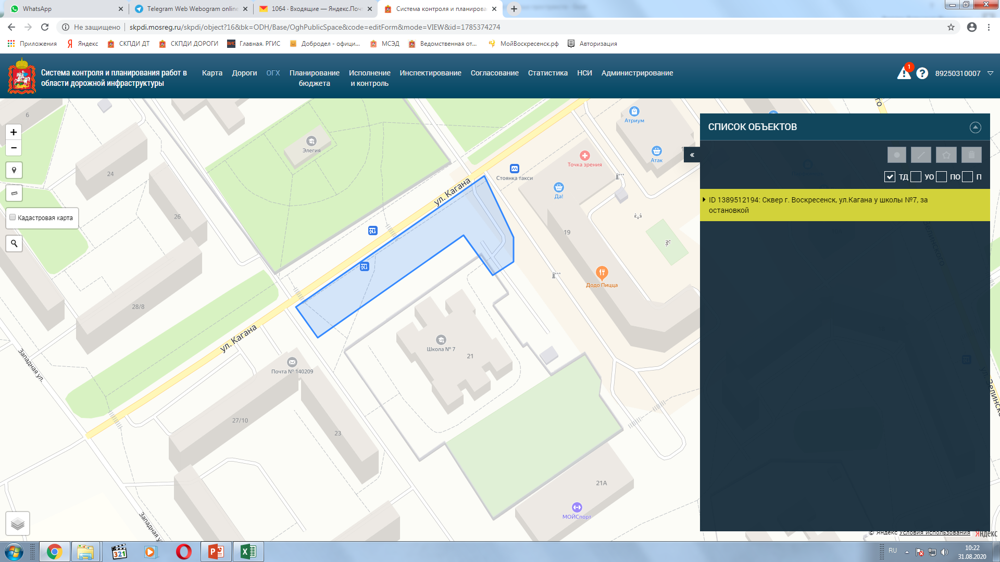 WhatsApp
Telegram Web Webogram online
1064 · Входящие — Яндекс.Почт
Система контроля и планирова
Не защищено
skpdi.mosreg.ru/skpdi/object?16&bk=ODH/Base/OghPublicSpace&code=editForm&mode=VIEW&id=1785374274
Приложения
Яндекс
СКПДИ ДТ
СКПДИ ДОРОГИ
Главная. РГИС
Добродел - офици...
МСЭД
Ведомственная от...
МойВоскресенск.рф
Авторизация
Система контроля и планирования работ в
области дорожной инфраструктуры
Карта
Дороги
ОГХ
Планирование
бюджета
Исполнение
и контроль
Инспектирование
Согласование
Статистика
НСИ
Администрирование
1
89250310007
+
−
Кадастровая карта
6
24
26
28/8
Элегия
Атриум
Атак
Точка зрения
Стоянка такси
Да!
19
ул. Кагана
Додо Пицца
ул. Кагана
Школа № 7
21
Почта № 140209
Западная ул.
27/10
23
21А
МОЙСпорт
Западная ул.
СПИСОК ОБЪЕКТОВ
ТД
УО
ПО
П
ID 1389512194: Сквер г. Воскресенск, ул.Кагана у школы №7, за
остановкой
© Яндекс Условия использования
Яндекс
RU
10:22
31.08.2020